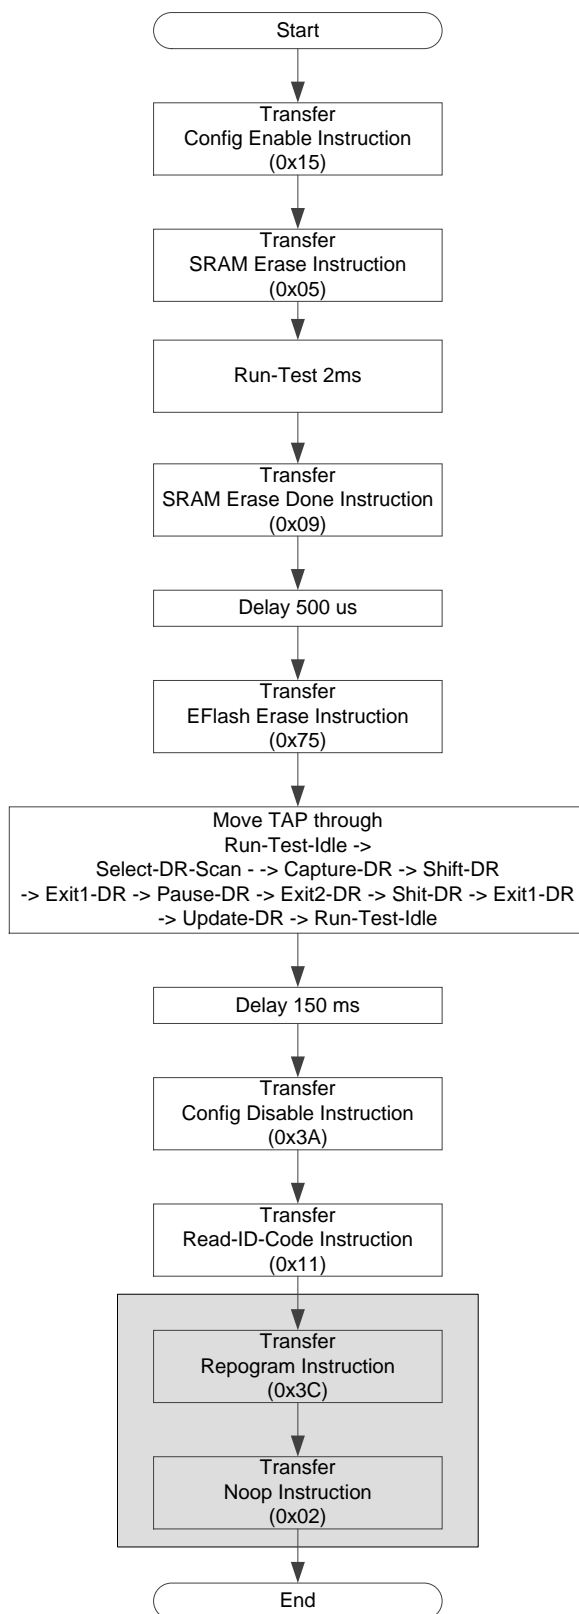 Start
Transfer
Config Enable Instruction
(0x15)
Transfer
SRAM Erase Instruction
(0x05)
Run-Test 2ms
Transfer
SRAM Erase Done Instruction
(0x09)
Delay 500 us
Transfer
EFlash Erase Instruction
(0x75)
Move TAP through
Run-Test-Idle ->
Select-DR-Scan - -> Capture-DR -> Shift-DR
-> Exit1-DR -> Pause-DR -> Exit2-DR -> Shit-DR -> Exit1-DR
-> Update-DR -> Run-Test-Idle
Delay 150 ms
Transfer
Config Disable Instruction
(0x3A)
Transfer
Read-ID-Code Instruction
(0x11)
Transfer
Repogram Instruction
(0x3C)
Transfer
Noop Instruction
(0x02)
End